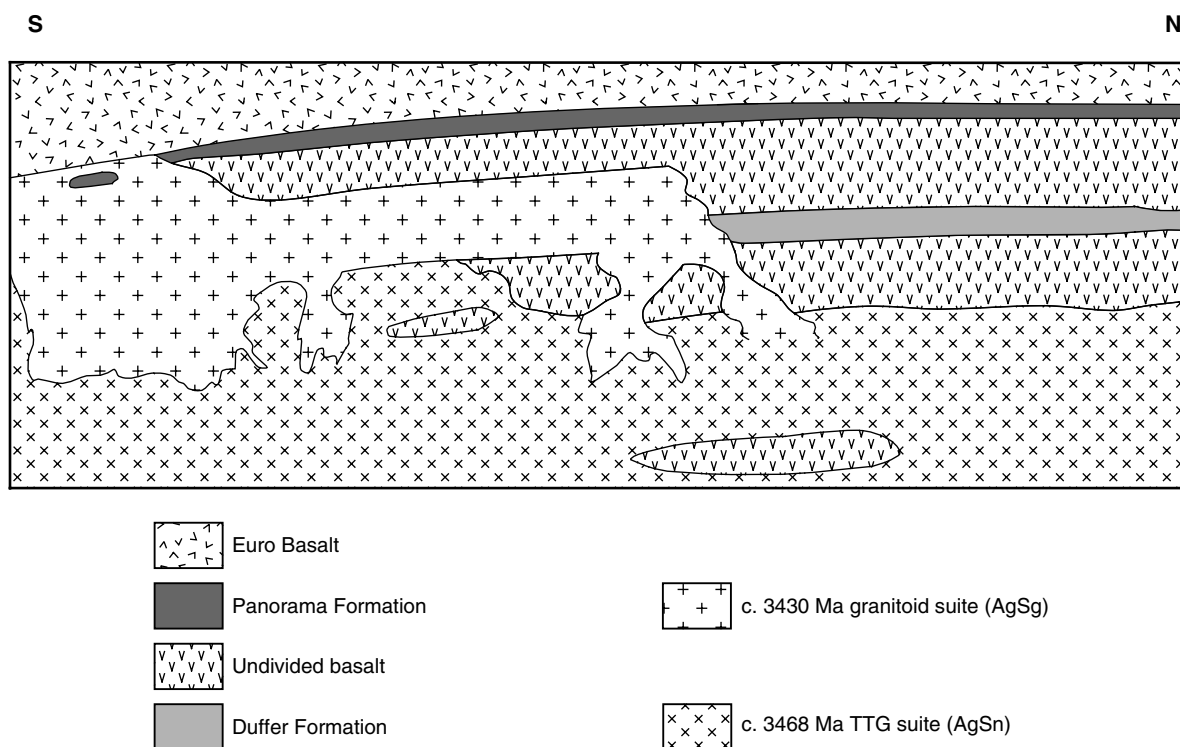 S
N
Euro Basalt
Panorama Formation
Undivided basalt
Duffer Formation
c. 3430 Ma granitoid suite (AgSg)
c. 3468 Ma TTG suite (AgSn)